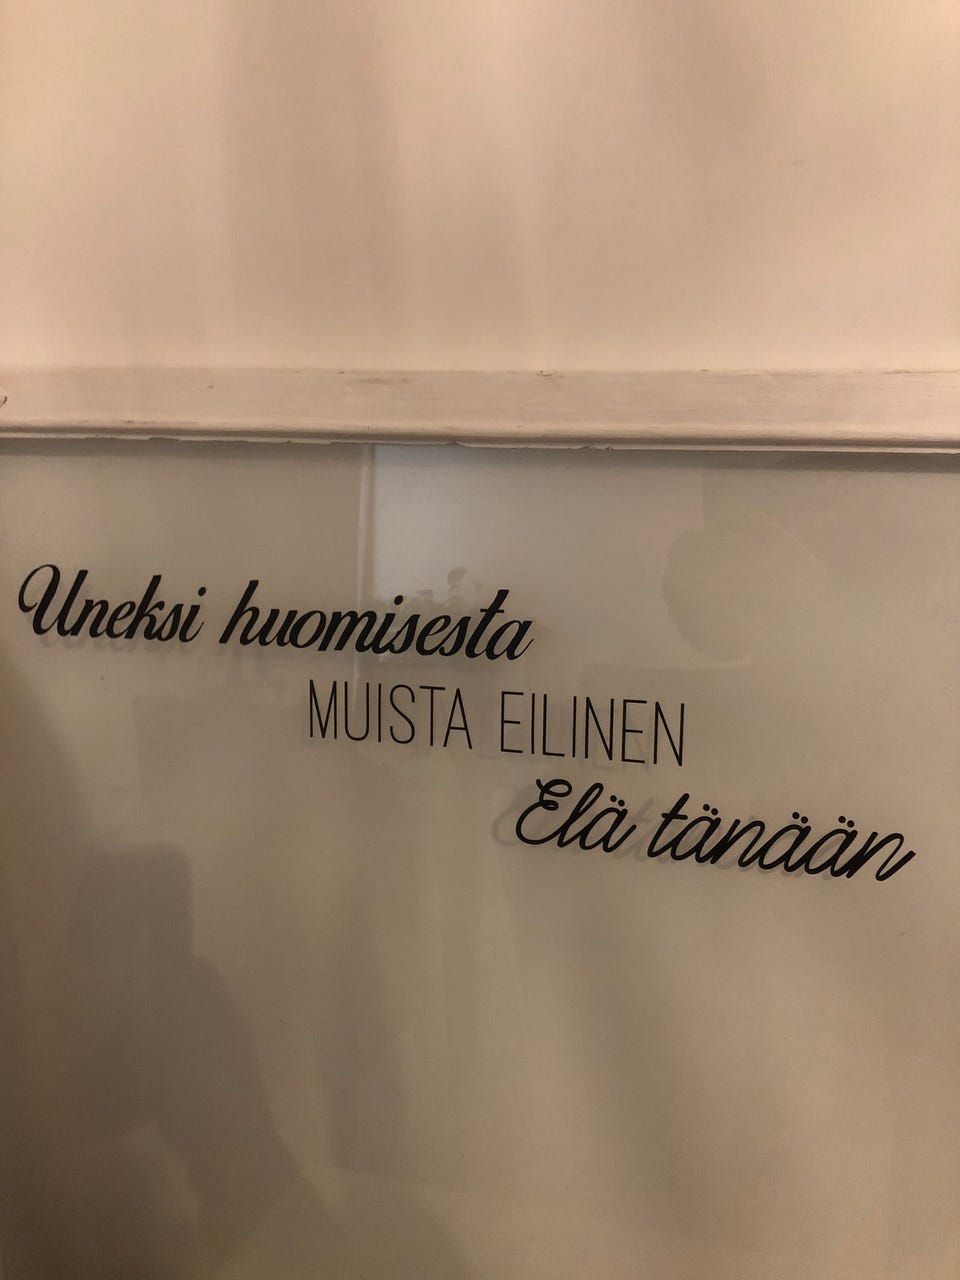 Uneksi huomisesta
MUISTA EILINEN
Elä tänään